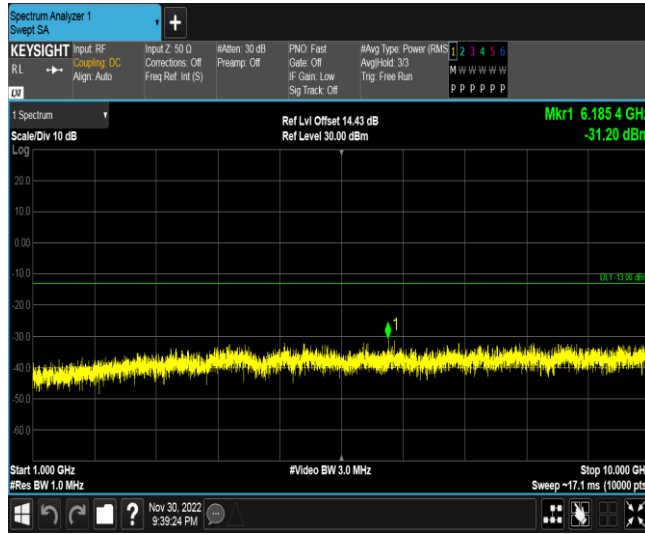 Spectrum Analyzer 1
Swept SA
+
KEYSIGHT
RL
LXI
Input: RF
Coupling: DC
Align: Auto
Input Z: 50 Ω
Corrections: Off
Freq Ref: Int (S)
#Atten: 30 dB
Preamp: Off
PNO: Fast
Gate: Off
IF Gain: Low
Sig Track: Off
#Avg Type: Power (RMS
Avg|Hold: 3/3
Trig: Free Run
1 2 3 4 5 6
M W W W W W
P P P P P P
1 Spectrum
Scale/Div 10 dB
Ref Lvl Offset 14.43 dB
Ref Level 30.00 dBm
Mkr1 6.185 4 GH
-31.20 dBm
Log
20.0
10.0
0.00
-10.0
DL1 -13.00 dB
-20.0
1
-30.0
-40.0
-50.0
-60.0
Start 1.000 GHz
#Res BW 1.0 MHz
#Video BW 3.0 MHz
Stop 10.000 GH
Sweep ~17.1 ms (10000 pts
?
Nov 30, 2022
9:39:24 PM